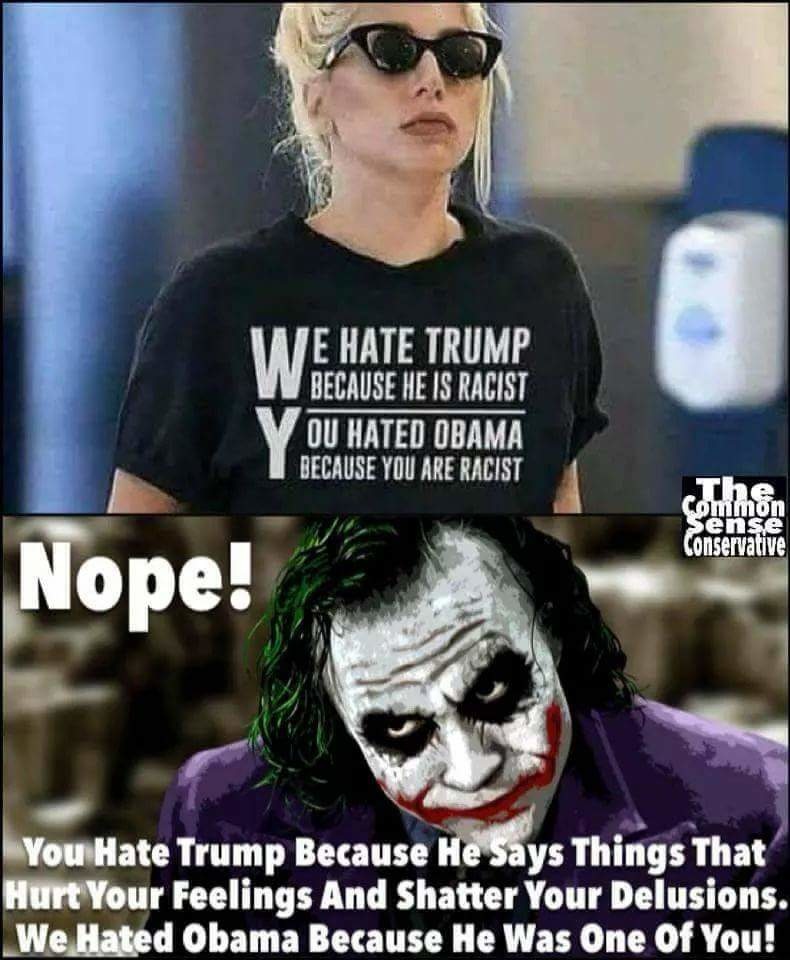 WE HATE TRUMP
BECAUSE HE IS RACIST
YOU HATED OBAMA
BECAUSE YOU ARE RACIST
The
Common
Sense
Conservative
Nope!
You Hate Trump Because He Says Things That
Hurt Your Feelings And Shatter Your Delusions.
We Hated Obama Because He Was One Of You!